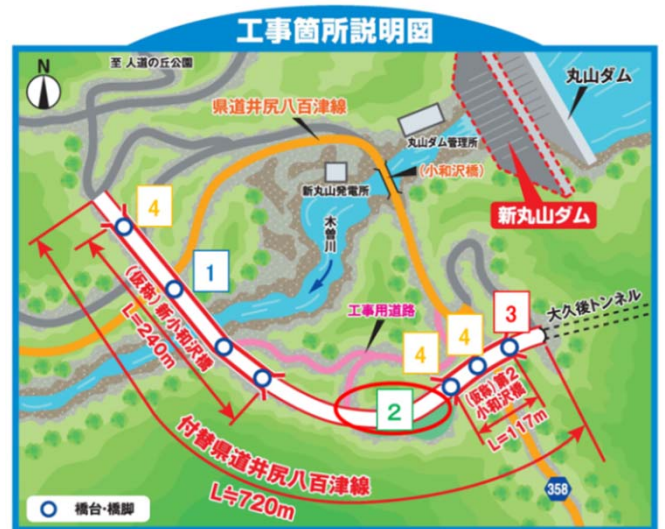 工事箇所説明図
N
至 人道の丘公園
丸山ダム
県道井尻八百津線
丸山ダム管理所
(小和沢橋)
新丸山発電所
新丸山ダム
4
木曽川
1
(仮称)新小和沢橋
L=240m
工事用道路
3
大久後トンネル
4
4
2
(仮称)第2
小和沢橋
L=117m
付替県道井尻八百津線
L≒720m
358
橋台・橋脚